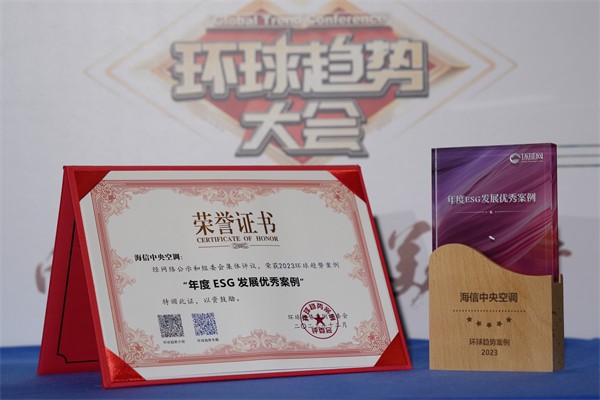 Global Trend Conference
环球趋势
大会
荣誉证书
CERTIFICATE OF HONOR
海信中央空调:
经网络公示和组委会集体评议，荣获2023环球趋势案例
“年度 ESG 发展优秀案例”
特颁此证，以资鼓励。
环球网
年度ESG发展优秀案例
海信中央空调
环球趋势案例
2023